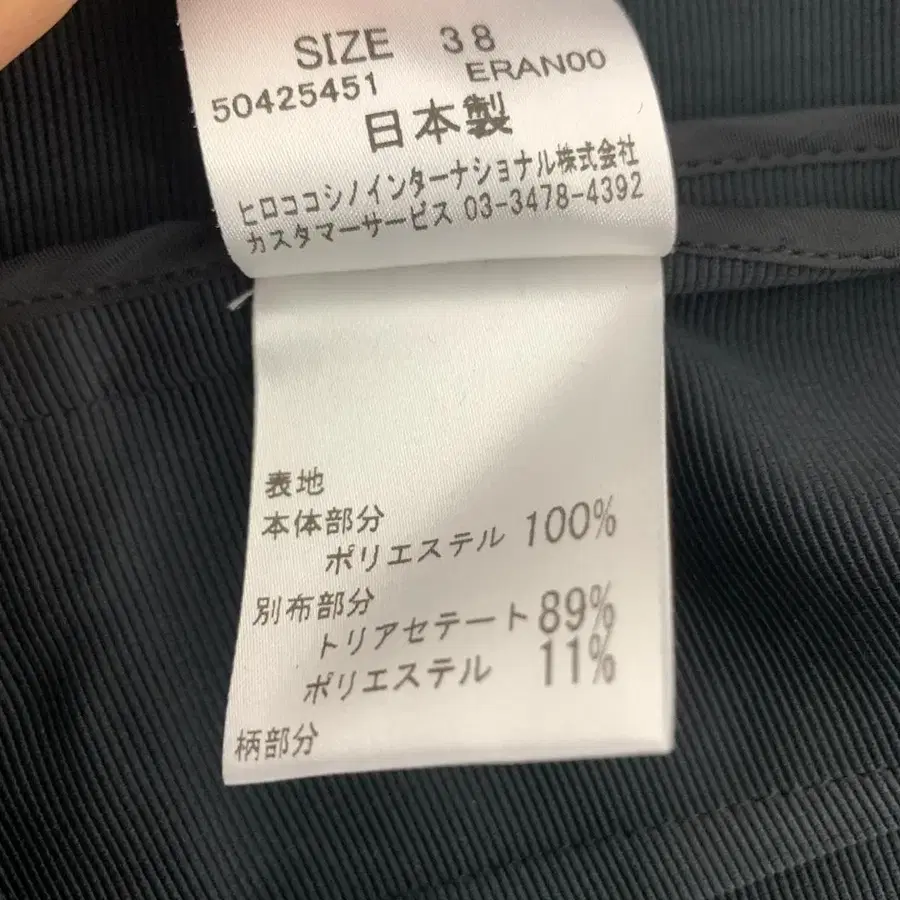 SIZE 38
50425451 ERAN00
日本製
ヒロココシノインターナショナル株式会社
カスタマーサービス 03-3478-4392
表地
本体部分
ポリエステル 100%
別布部分
トリアセテート 89%
ポリエステル 11%
柄部分